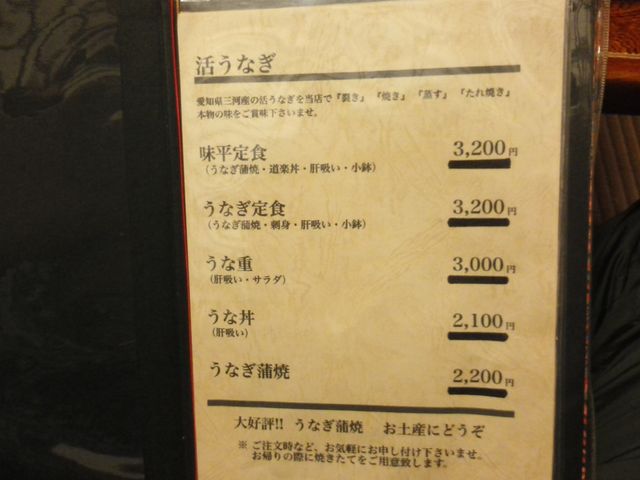 活うなぎ
愛知県三河産の活うなぎを当店で『裂き』 『焼き』 『蒸す』 『たれ焼き』
本物の味をご賞味下さいませ。
味平定食 3,200円
(うなぎ蒲焼・道楽丼・肝吸い・小鉢)
うなぎ定食 3,200円
(うなぎ蒲焼・刺身・肝吸い・小鉢)
うな重 3,000円
(肝吸い・サラダ)
うな丼 2,100円
(肝吸い)
うなぎ蒲焼 2,200円
大好評!! うなぎ蒲焼 お土産にどうぞ
※ ご注文時など、お気軽にお申し付け下さいませ。
お帰りの際に焼きたてをご用意致します。